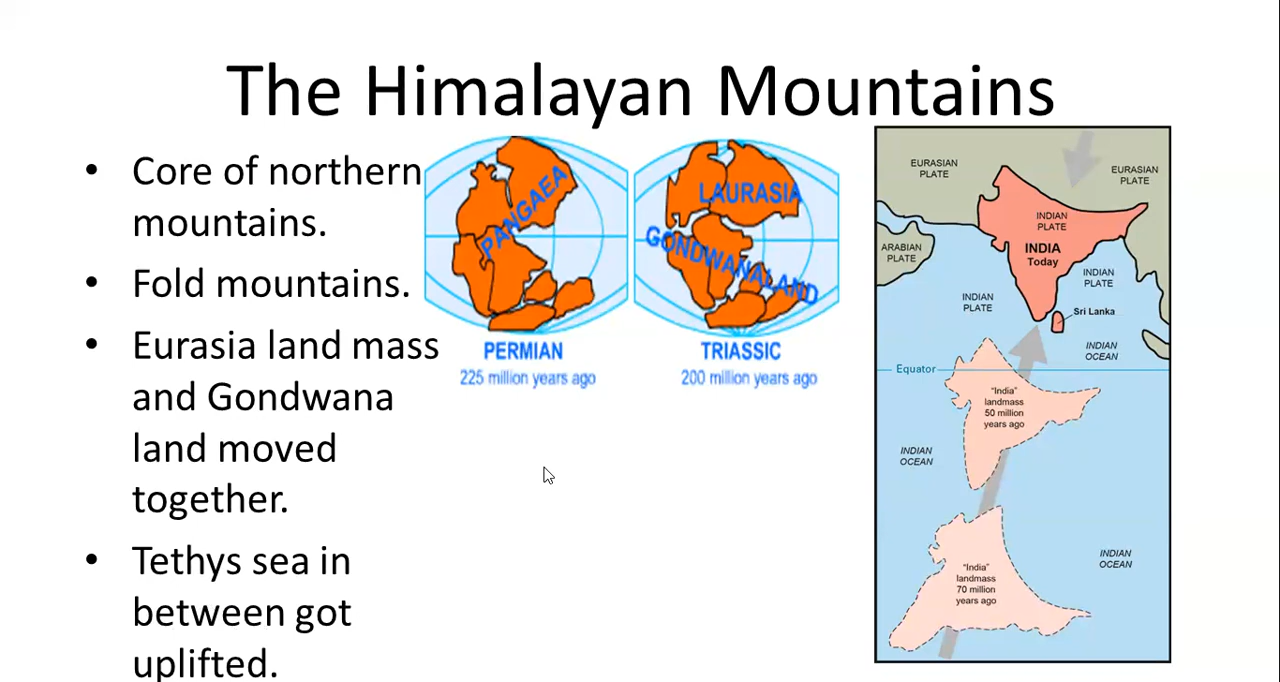 The Himalayan Mountains
• Core of northern
mountains.
• Fold mountains.
• Eurasia land mass
and Gondwana
land moved
together.
• Tethys sea in
between got
uplifted.
PANGAEA
PERMIAN
225 million years ago
LAURASIA
GONDWANALAND
TRIASSIC
200 million years ago
EURASIAN
PLATE
EURASIAN
PLATE
INDIAN
PLATE
INDIA
Today
ARABIAN
PLATE
INDIAN
PLATE
INDIAN
PLATE
Sri Lanka
INDIAN
OCEAN
Equator
"India"
landmass
50 million
years ago
INDIAN
OCEAN
INDIAN
OCEAN
"India"
landmass
70 million
years ago